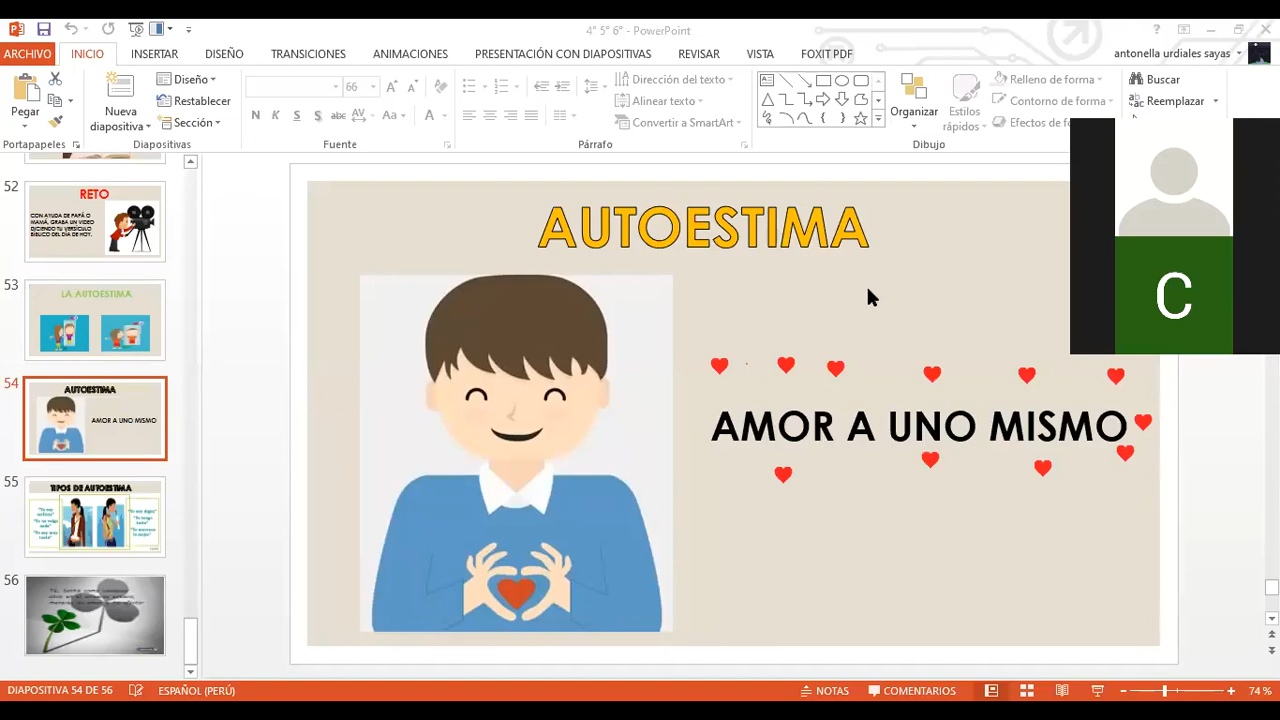 4° 5° 6° - PowerPoint
?
ARCHIVO INICIO INSERTAR DISEÑO TRANSICIONES ANIMACIONES PRESENTACIÓN CON DIAPOSITIVAS REVISAR VISTA FOXIT PDF antonella urdiales sayas
Pegar
Nueva diapositiva
Diseño
Restablecer
Sección
66
N K S S abc AV Aa A
Dirección del texto
Alinear texto
Convertir a SmartArt
Organizar
Estilos rápidos
Relleno de forma
Contorno de forma
Efectos de fo
Buscar
Reemplazar
Portapapeles Diapositivas Fuente Párrafo Dibujo
52
RETO
CON AYUDA DE PAPÁ O
MAMÁ, GRABA UN VIDEO
DICIENDO TU VERSÍCULO
BÍBLICO DEL DÍA DE HOY.
53
LA AUTOESTIMA
54
AUTOESTIMA
AMOR A UNO MISMO
55
TIPOS DE AUTOESTIMA
56
AUTOESTIMA
AMOR A UNO MISMO
C
DIAPOSITIVA 54 DE 56 ESPAÑOL (PERÚ) NOTAS COMENTARIOS 74 %